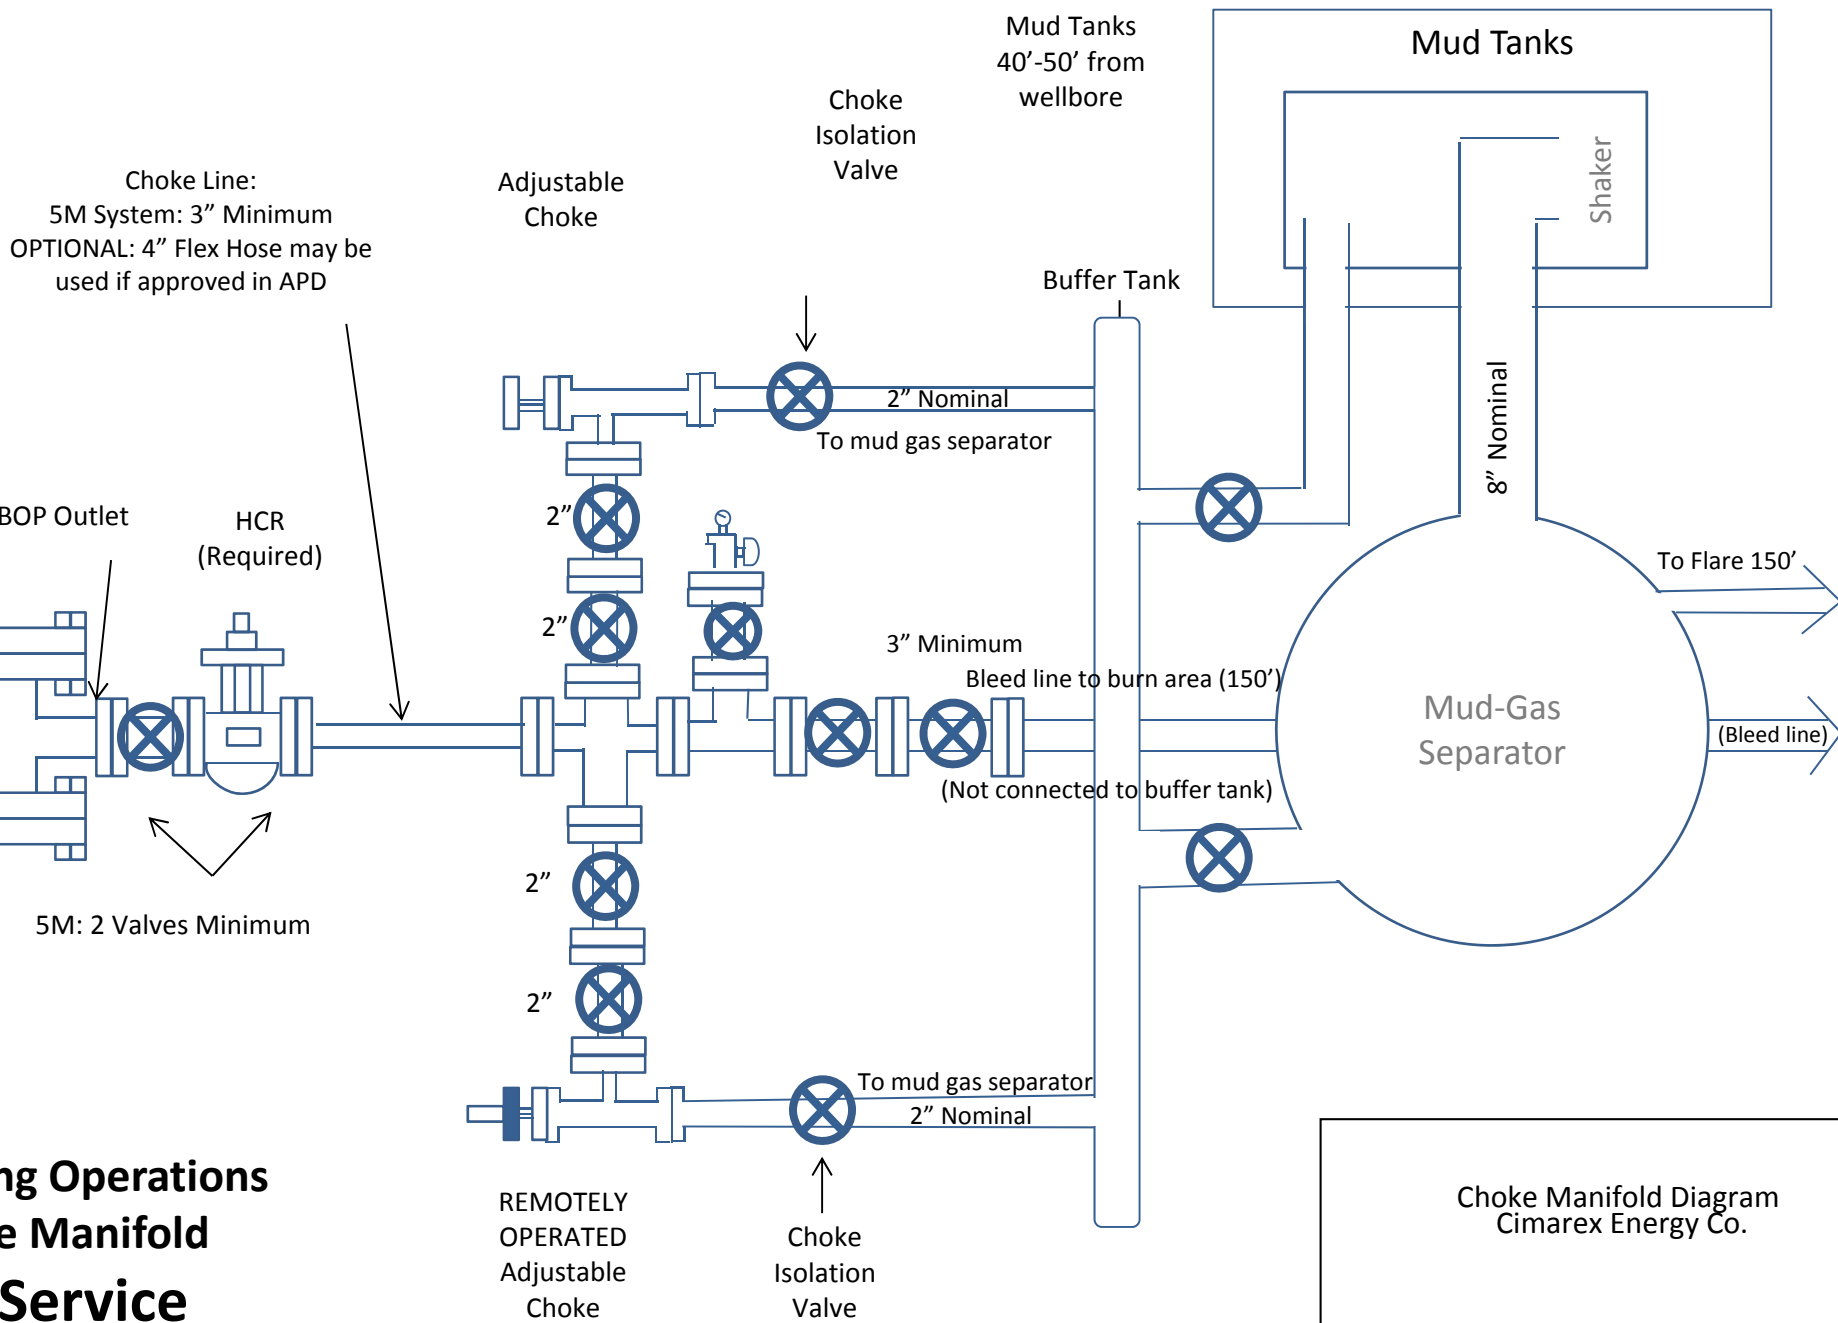 Mud Tanks
40’-50’ from
wellbore
Mud Tanks
Choke
Isolation
Valve
Shaker
Choke Line:
5M System: 3” Minimum
OPTIONAL: 4” Flex Hose may be
used if approved in APD
Adjustable
Choke
Buffer Tank
2” Nominal
To mud gas separator
8” Nominal
BOP Outlet
HCR
(Required)
2”
2”
To Flare 150’
3” Minimum
Bleed line to burn area (150’)
Mud-Gas
Separator
(Bleed line)
(Not connected to buffer tank)
2”
5M: 2 Valves Minimum
2”
To mud gas separator
2” Nominal
ng Operations
e Manifold
Service
REMOTELY
OPERATED
Adjustable
Choke
Choke
Isolation
Valve
Choke Manifold Diagram
Cimarex Energy Co.